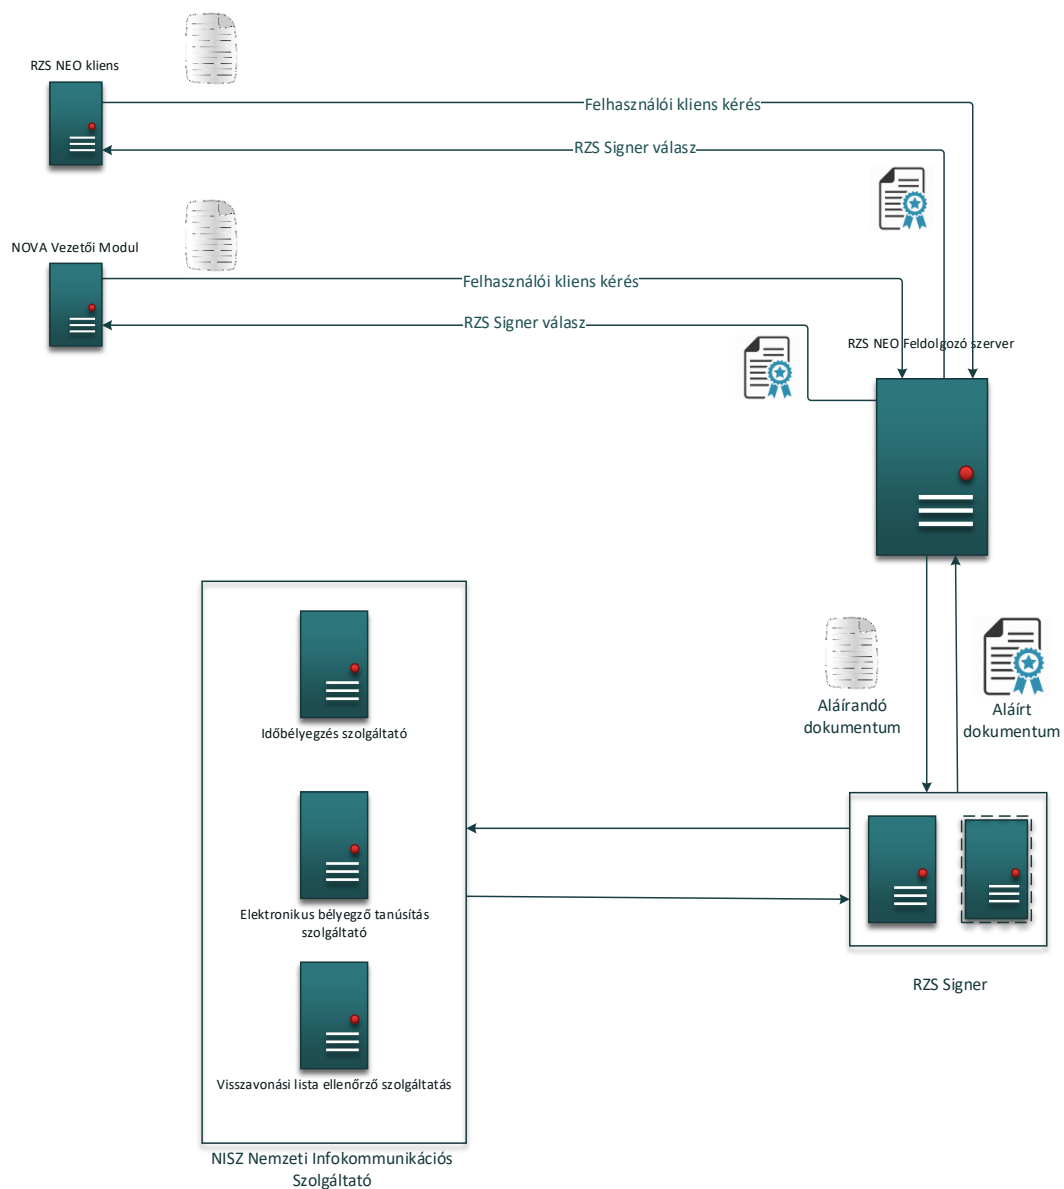 RZS NEO kliens
Felhasználói kliens kérés
RZS Signer válasz
NOVA Vezetői Modul
Felhasználói kliens kérés
RZS Signer válasz
RZS NEO Feldolgozó szerver
Aláírandó
dokumentum
Aláírt
dokumentum
Időbélyegzés szolgáltató
Elektronikus bélyegző tanúsítás
szolgáltató
Visszavonási lista ellenőrző szolgáltatás
RZS Signer
NISZ Nemzeti Infokommunikációs
Szolgáltató